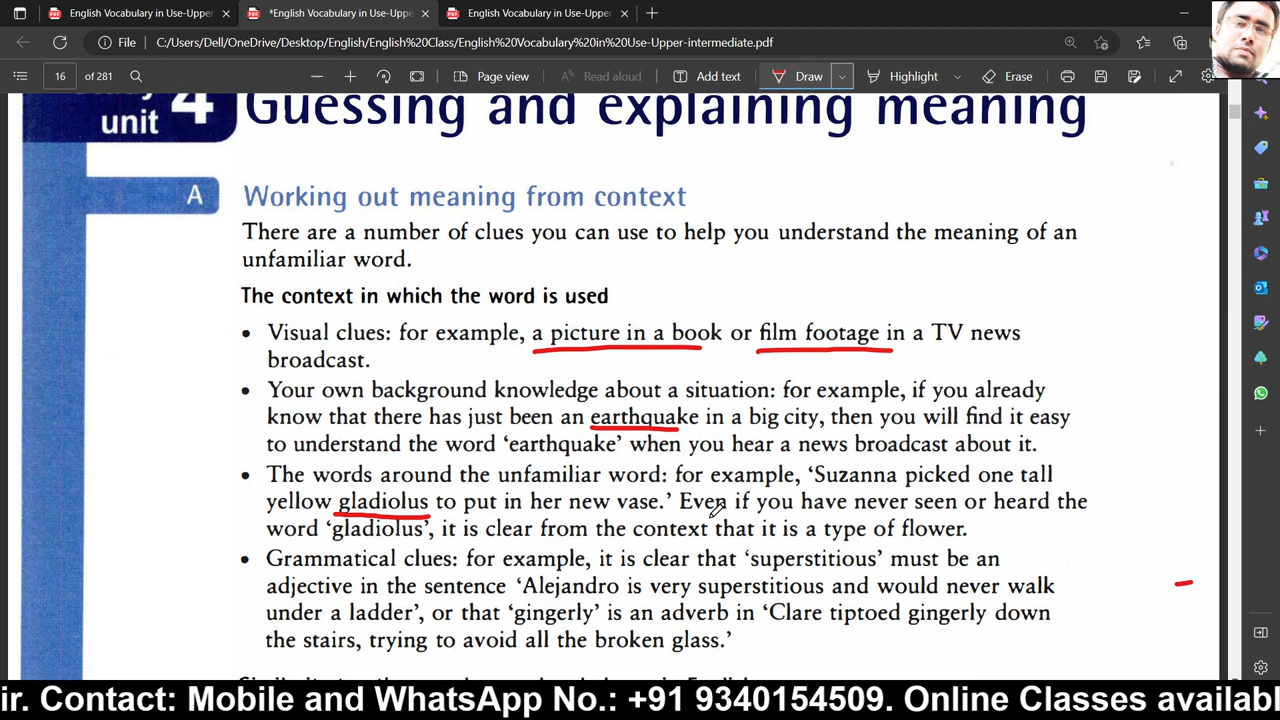 English Vocabulary in Use-Upper
*English Vocabulary in Use-Uppe
English Vocabulary in Use-Upper
File
C:/Users/Dell/OneDrive/Desktop/English/English%20Class/English%20Vocabulary%20in%20Use-Upper-intermediate.pdf
16 of 281
Page view
Read aloud
Add text
Draw
Highlight
Erase
unit 4
Guessing and explaining meaning
A
Working out meaning from context
There are a number of clues you can use to help you understand the meaning of an
unfamiliar word.
The context in which the word is used
• Visual clues: for example, a picture in a book or film footage in a TV news
broadcast.
• Your own background knowledge about a situation: for example, if you already
know that there has just been an earthquake in a big city, then you will find it easy
to understand the word ‘earthquake’ when you hear a news broadcast about it.
• The words around the unfamiliar word: for example, ‘Suzanna picked one tall
yellow gladiolus to put in her new vase.’ Even if you have never seen or heard the
word ‘gladiolus’, it is clear from the context that it is a type of flower.
• Grammatical clues: for example, it is clear that ‘superstitious’ must be an
adjective in the sentence ‘Alejandro is very superstitious and would never walk
under a ladder’, or that ‘gingerly’ is an adverb in ‘Clare tiptoed gingerly down
the stairs, trying to avoid all the broken glass.’
ir. Contact: Mobile and WhatsApp No.: +91 9340154509. Online Classes availabl